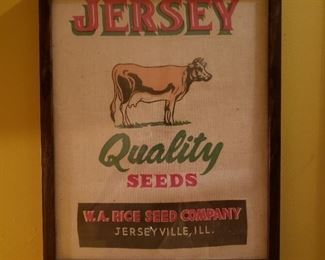 JERSEY
Quality
SEEDS
W.A. RICE SEED COMPANY
JERSEYVILLE, ILL.